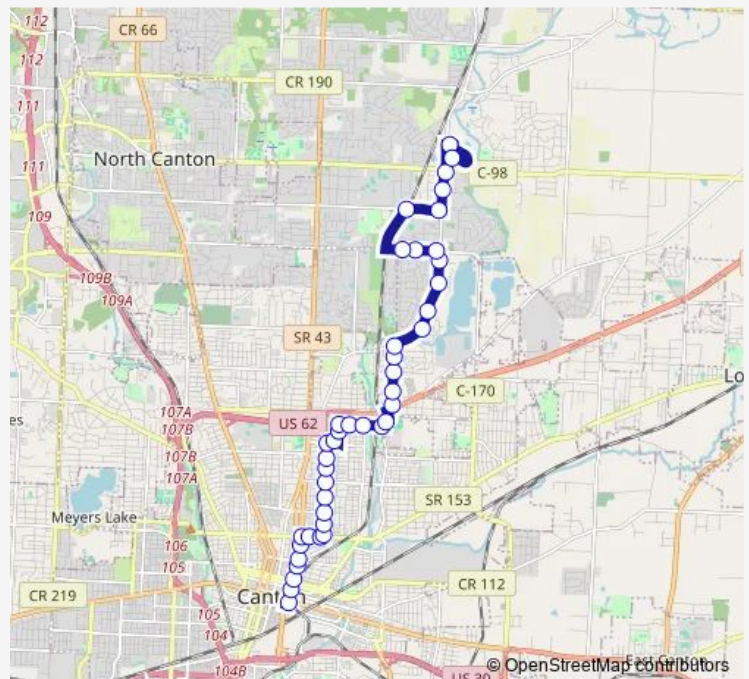 112
CR 66
112
111
CR 190
North Canton
111
C-98
109
109B
109A
SR 43
C-170
107A
US 62
107B
107B
107A
SR 153
Meyers Lake
106
105
CR 112
CR 219
Canton
105
104
104B
US 30
East Canton
© OpenStreetMap contributors